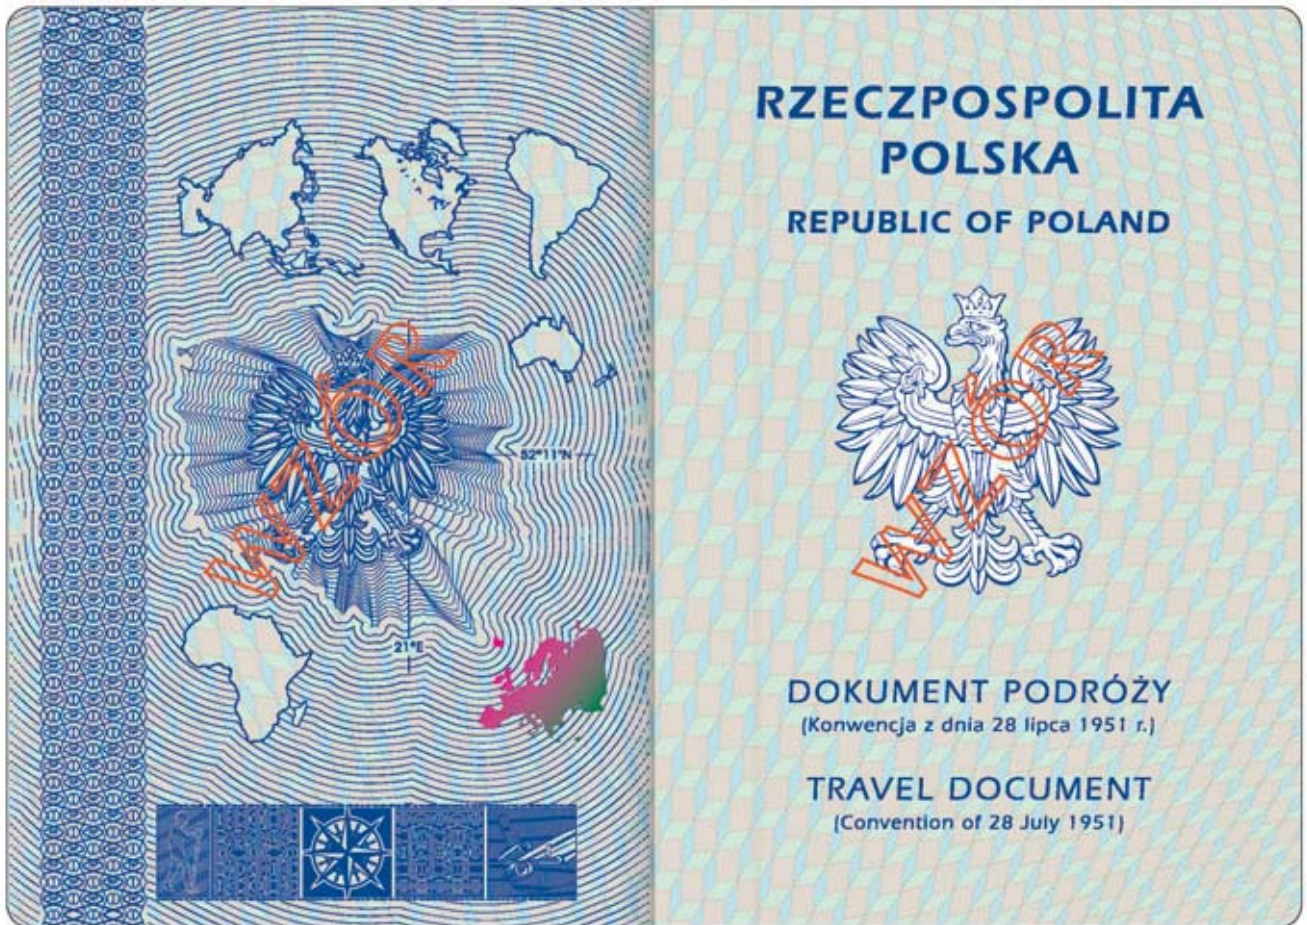 WZÓR
52°11'N
21°E
RZECZPOSPOLITA
POLSKA
REPUBLIC OF POLAND
WZÓR
DOKUMENT PODRÓŻY
(Konwencja z dnia 28 lipca 1951 r.)
TRAVEL DOCUMENT
(Convention of 28 July 1951)